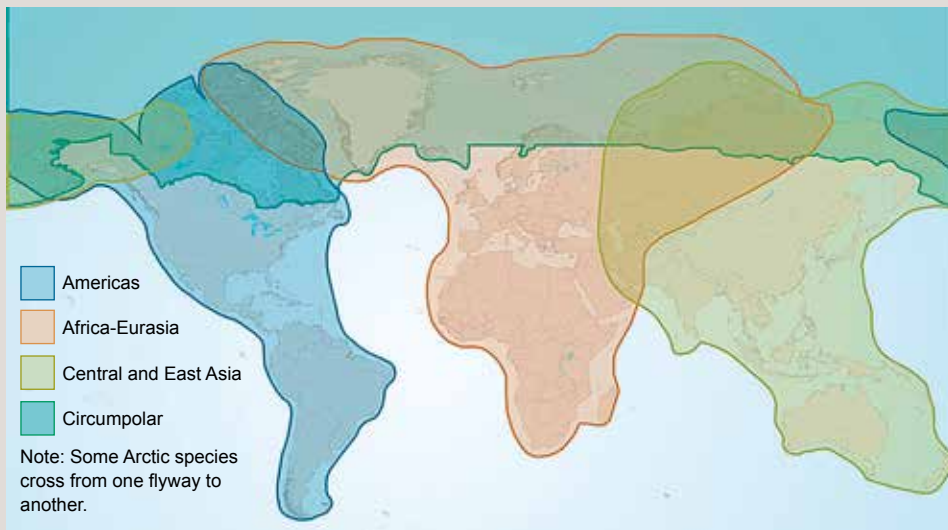 Americas
Africa-Eurasia
Central and East Asia
Circumpolar
Note: Some Arctic species
cross from one flyway to
another.